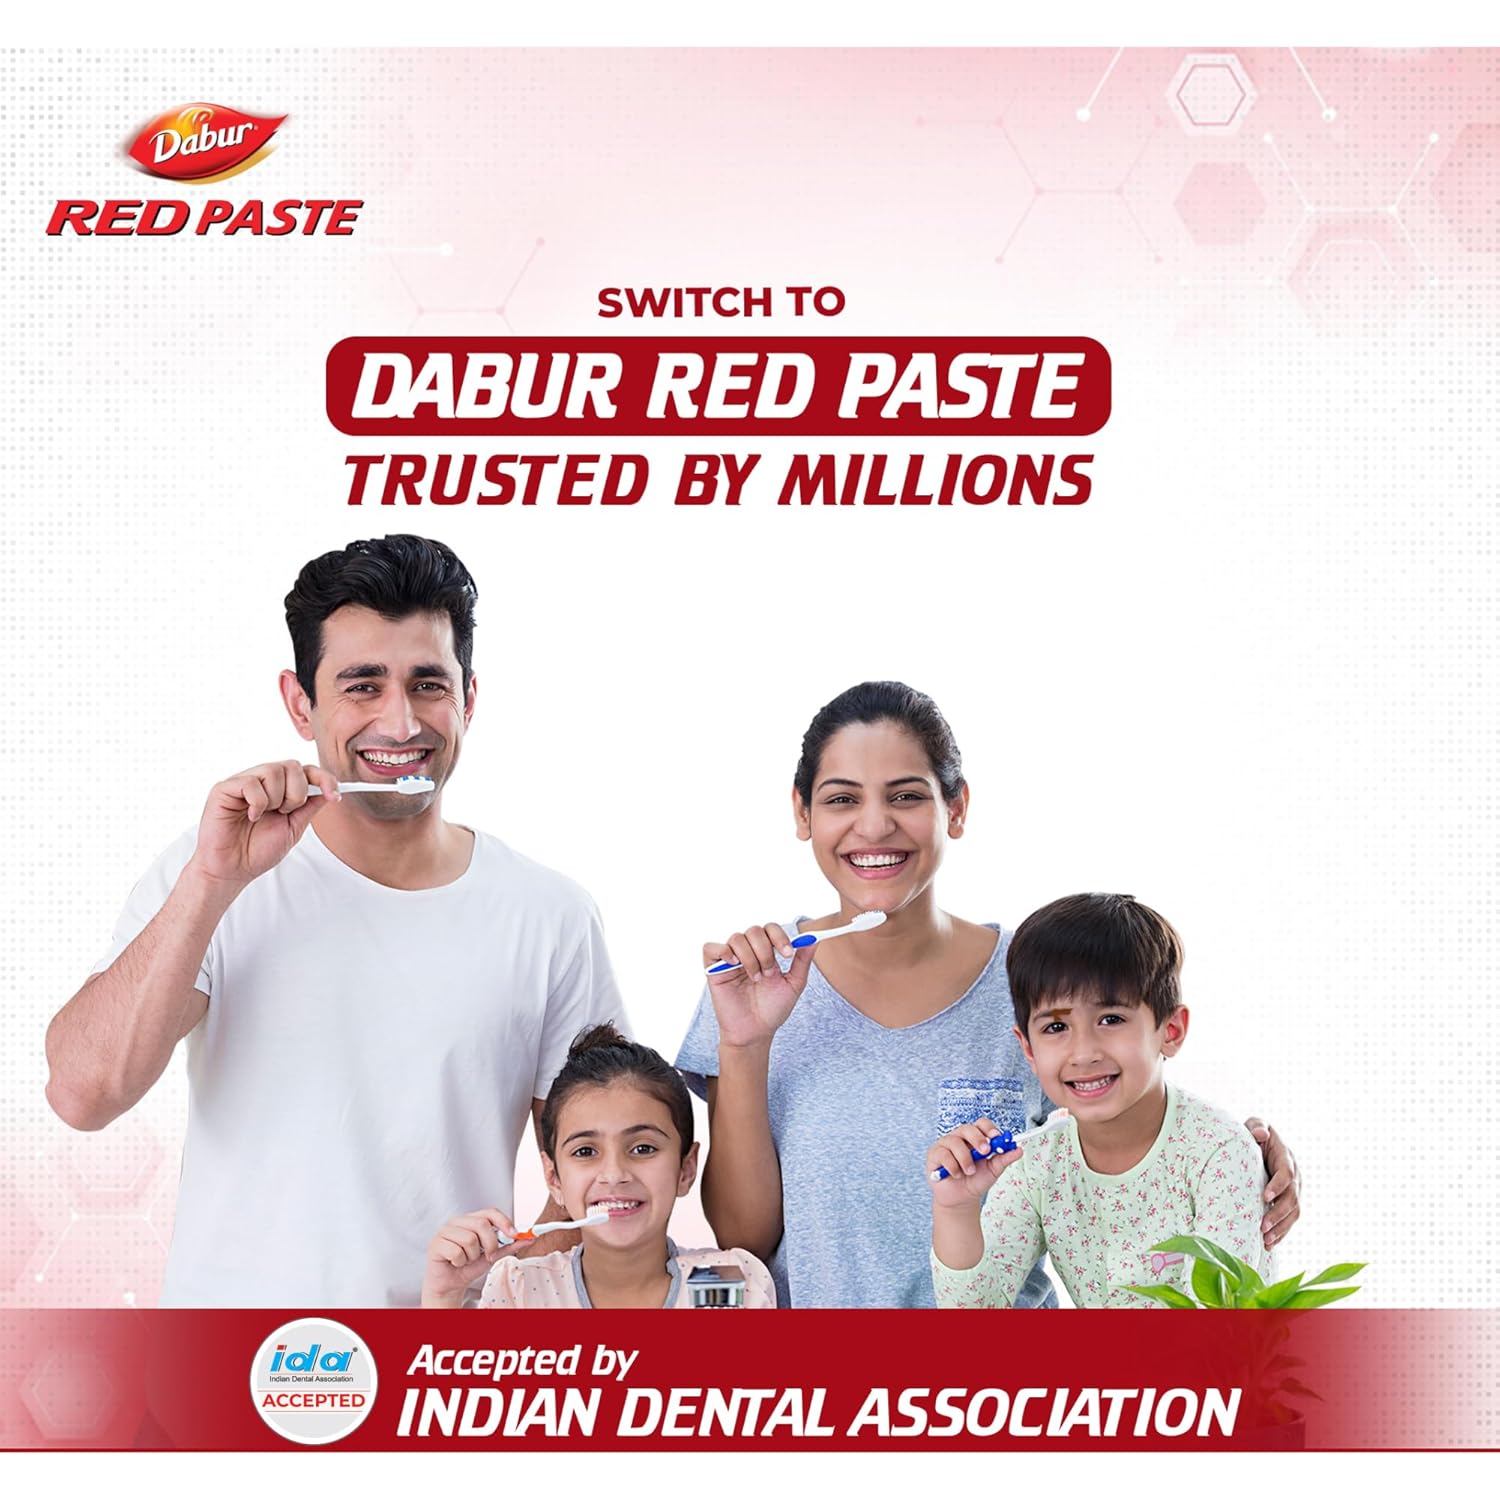 Dabur
RED PASTE
SWITCH TO
DABUR RED PASTE
TRUSTED BY MILLIONS
ida
Indian Dental Association
ACCEPTED
Accepted by
INDIAN DENTAL ASSOCIATION